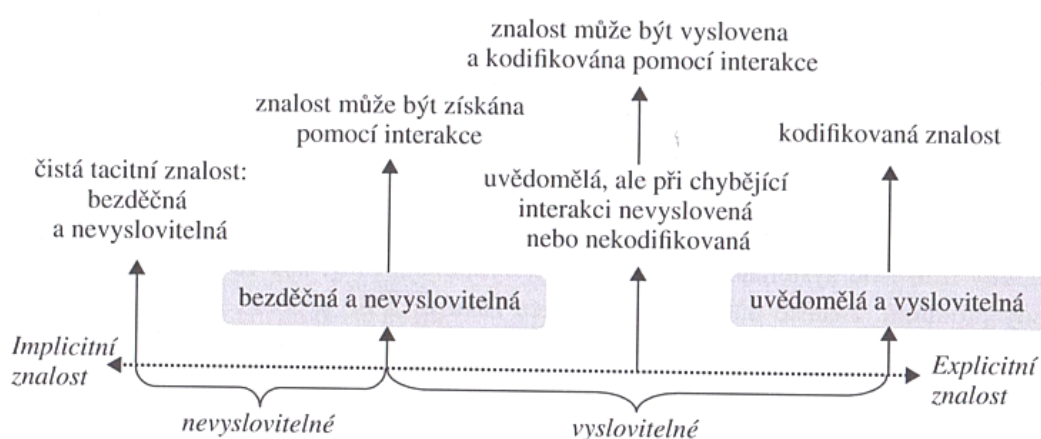 znalost může být vyslovena
a kodifikována pomocí interakce
znalost může být získána
pomocí interakce
kodifikovaná znalost
čistá tacitní znalost:
bezděčná
a nevyslovitelná
uvědomělá, ale při chybějící
interakci nevyslovená
nebo nekodifikovaná
bezděčná a nevyslovitelná
uvědomělá a vyslovitelná
Implicitní
znalost
Explicitní
znalost
nevyslovitelné
vyslovitelné